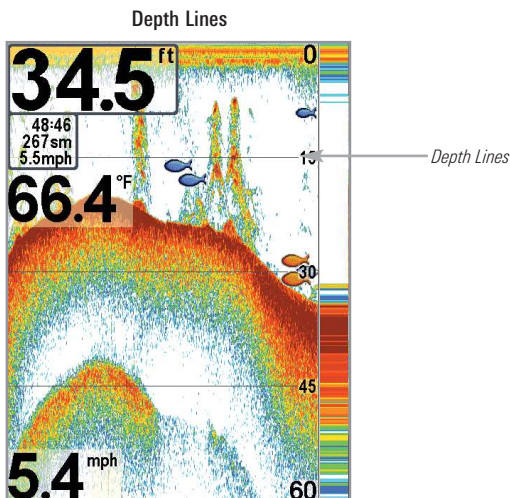 Depth Lines
34.5 ft
0
48:46
267sm
5.5mph
15
Depth Lines
66.4 °F
30
45
5.4 mph
60